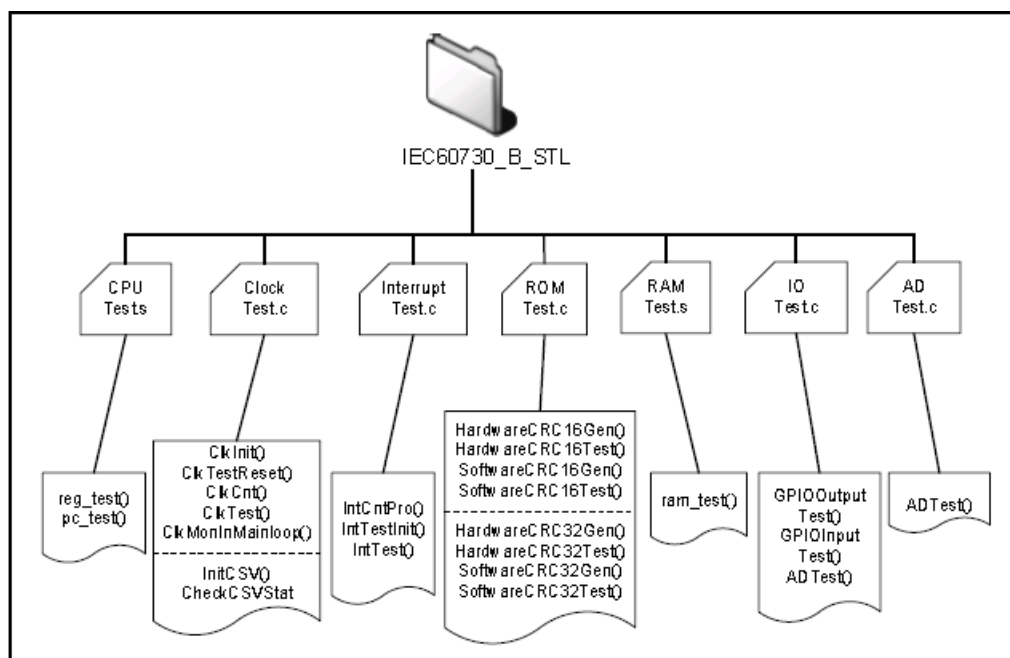 IEC60730_B_STL
CPU
Test.s
Clock
Test.c
Interrupt
Test.c
ROM
Test.c
RAM
Test.s
IO
Test.c
AD
Test.c
reg_test()
pc_test()
ClkInit()
ClkTestReset()
ClkCnt()
ClkTest()
ClkMonInMainloop()
InitCSV()
CheckCSVStat
IntCntPro()
IntTestInit()
IntTest()
HardwareCRC16Gen()
HardwareCRC16Test()
SoftwareCRC16Gen()
SoftwareCRC16Test()
HardwareCRC32Gen()
HardwareCRC32Test()
SoftwareCRC32Gen()
SoftwareCRC32Test()
ram_test()
GPIOOutput
Test()
GPIOInput
Test()
ADTest()
ADTest()